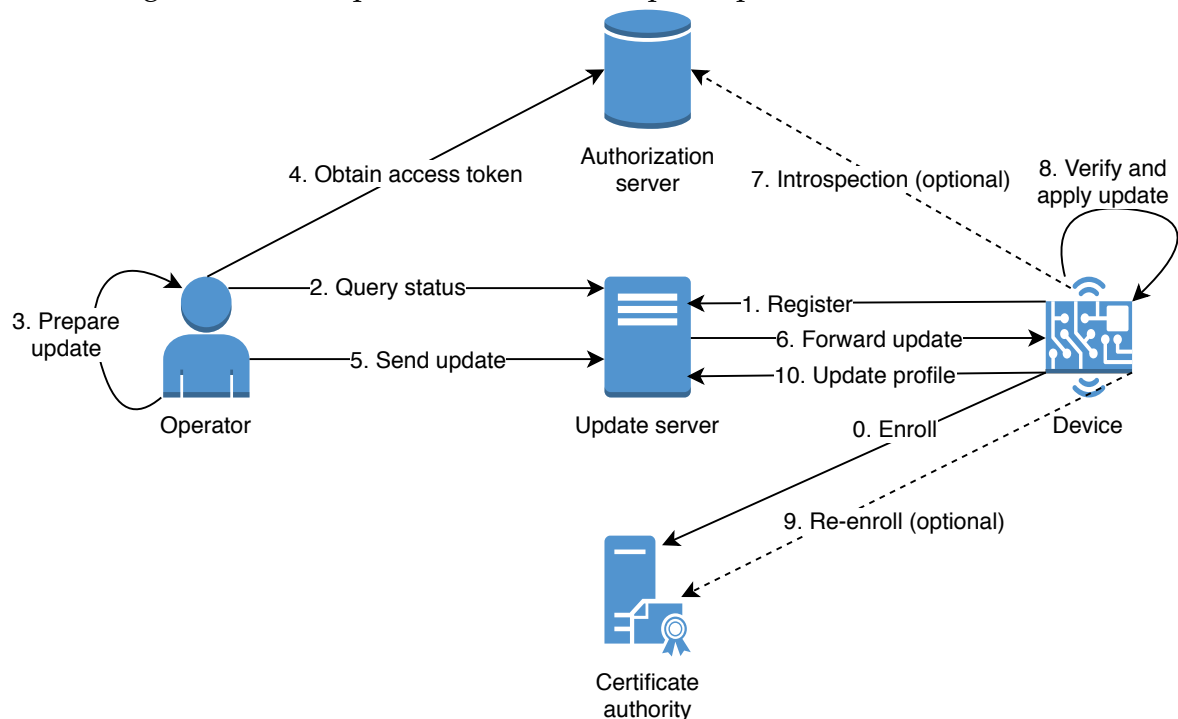 Authorization
server
4. Obtain access token
7. Introspection (optional)
8. Verify and
apply update
2. Query status
1. Register
3. Prepare
update
6. Forward update
5. Send update
10. Update profile
Operator
Update server
Device
0. Enroll
9. Re-enroll (optional)
Certificate
authority